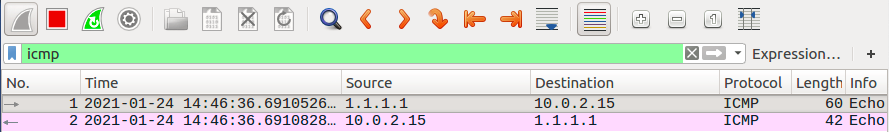 icmp Expression… +
No. Time Source Destination Protocol Length Info
1 2021-01-24 14:46:36.6910526… 1.1.1.1 10.0.2.15 ICMP 60 Echo
2 2021-01-24 14:46:36.6910828… 10.0.2.15 1.1.1.1 ICMP 42 Echo